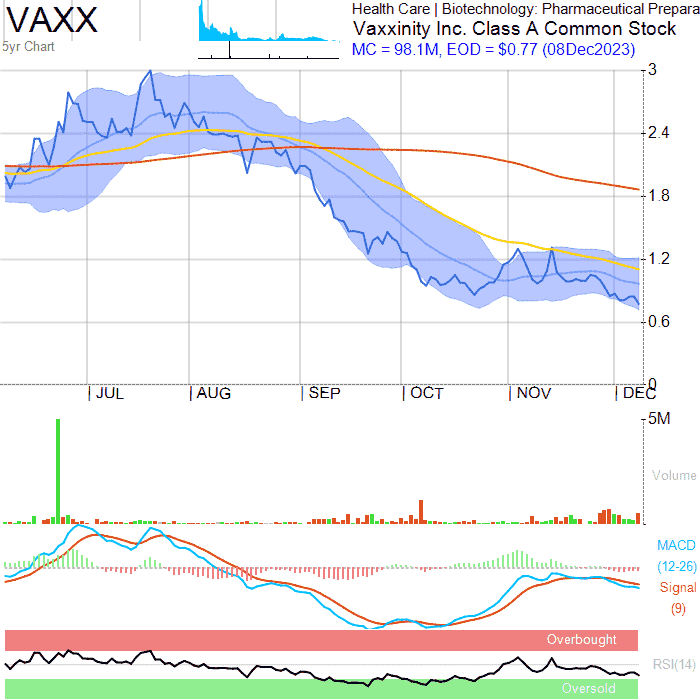 VAXX
Health Care | Biotechnology: Pharmaceutical Prepara
Vaxxinity Inc. Class A Common Stock
5yr Chart
MC = 98.1M, EOD = $0.77 (08Dec2023)
3
2.4
1.8
1.2
0.6
0
JUL AUG SEP OCT NOV DEC
5M
Volume
MACD
(12-26)
Signal
(9)
Overbought
RSI(14)
Oversold